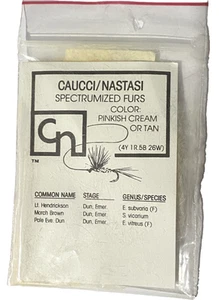 CAUCCI/NASTASI
SPECTRUMIZED FURS
COLOR:
PINKISH CREAM
OR TAN
(4Y 1R 5B 26W)
cn
TM
COMMON NAME STAGE GENUS/SPECIES
Lt. Hendrickson Dun, Emer. E. subvaria (F)
March Brown Dun, Emer. S. vicarium
Pale Eve. Dun Dun, Emer. E. vitreus (F)